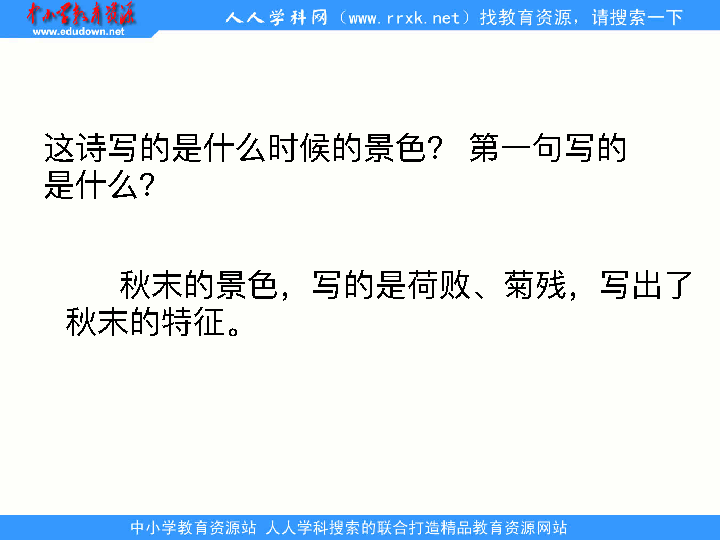 中小学教育资源
www.edudown.net
人人学科网（www.rrxk.net）找教育资源，请搜索一下
这诗写的是什么时候的景色？ 第一句写的
是什么？
秋末的景色，写的是荷败、菊残，写出了
秋末的特征。
中小学教育资源站 人人学科搜索的联合打造精品教育资源网站